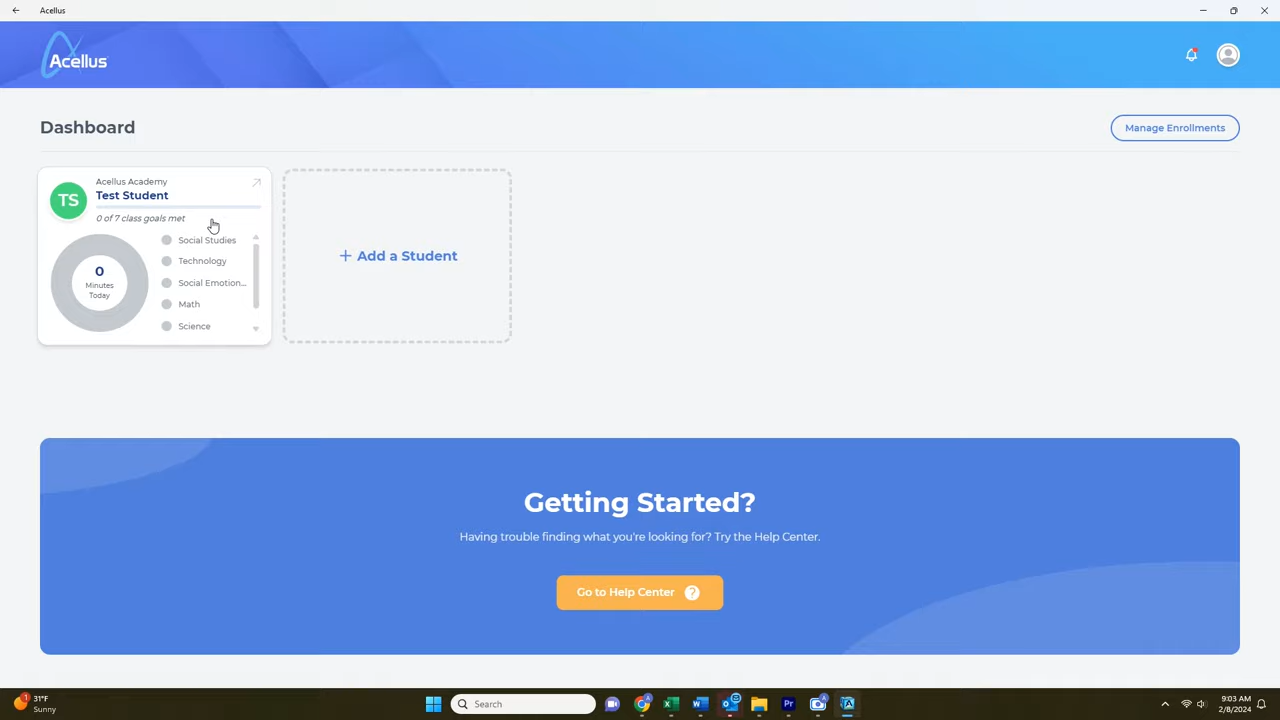 Acellus
Acellus
Dashboard
Manage Enrollments
Acellus Academy
TS
Test Student
0 of 7 class goals met
Social Studies
Technology
Social Emotion...
Math
Science
0
Minutes
Today
+ Add a Student
Getting Started?
Having trouble finding what you're looking for? Try the Help Center.
Go to Help Center ?
1
31°F
Sunny
Search
9:03 AM
2/8/2024